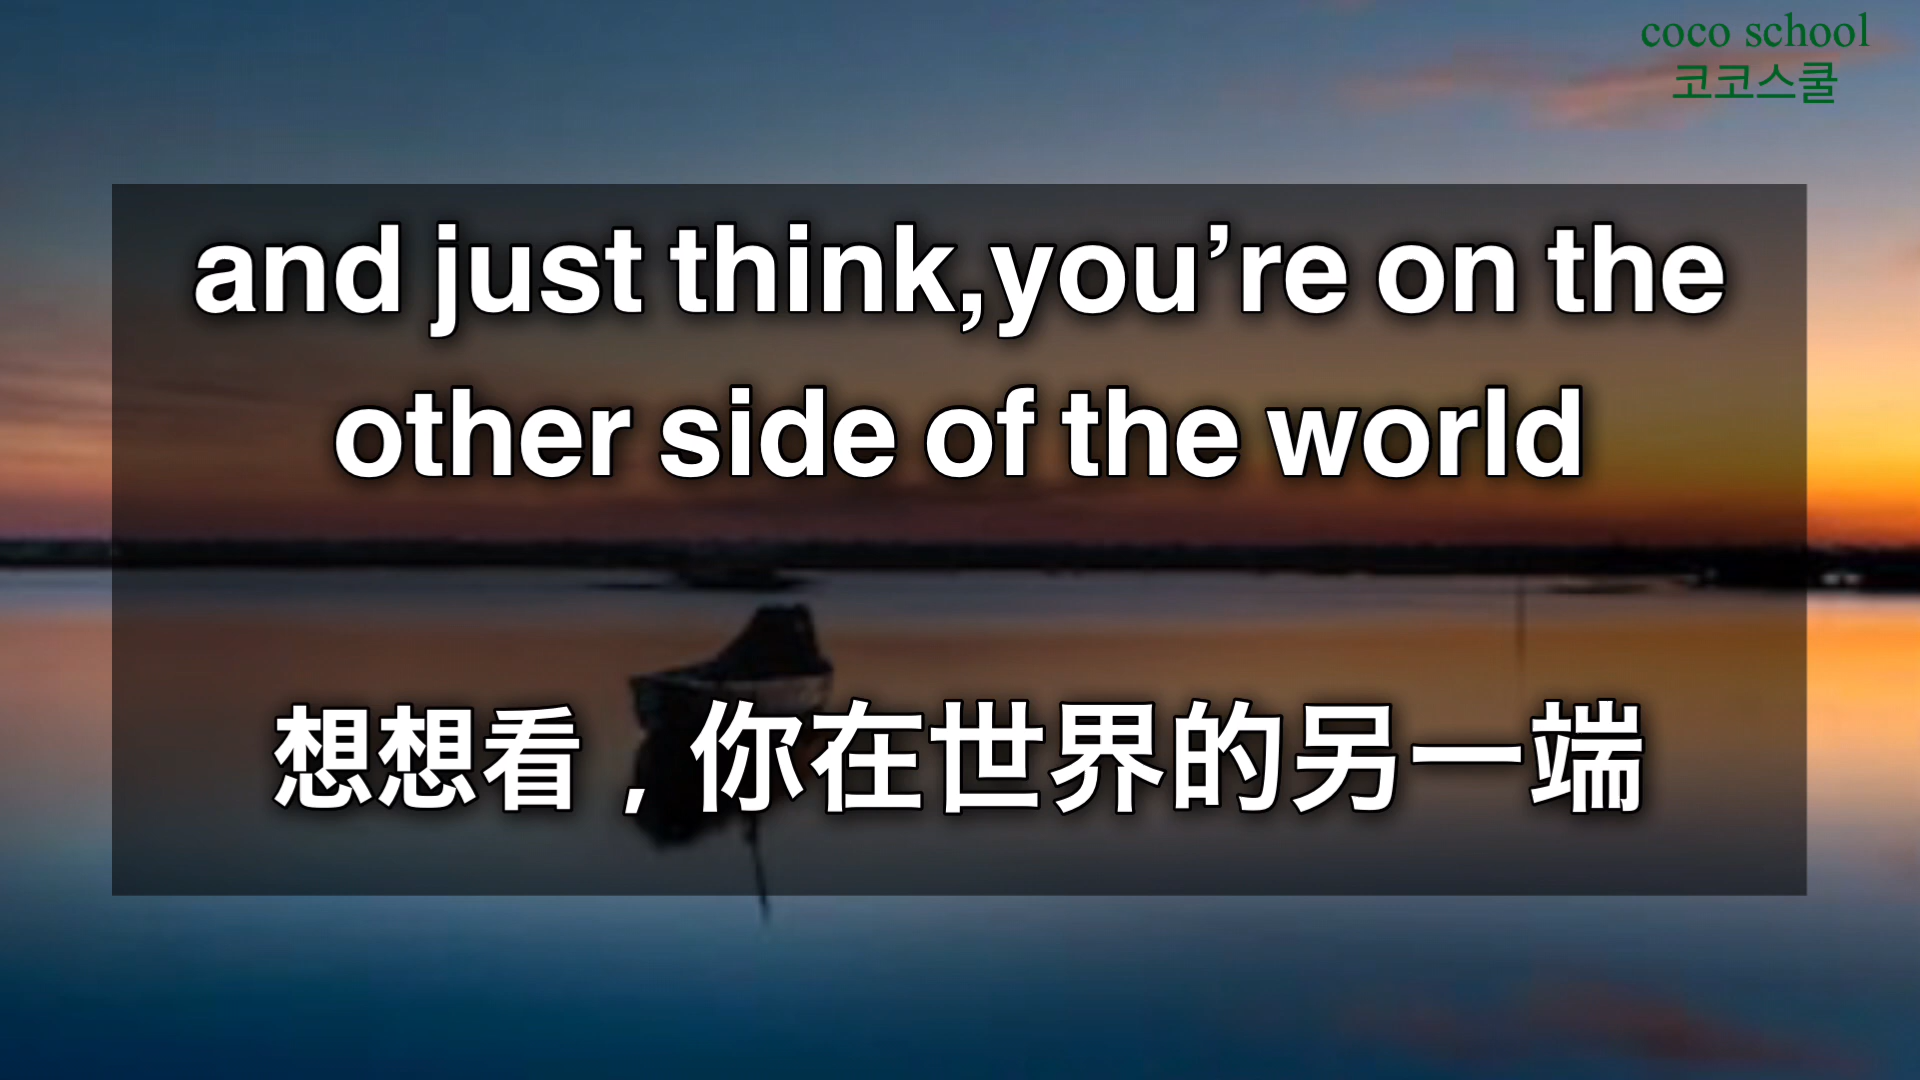 coco school
코코스쿨
and just think,you’re on the
other side of the world
想想看，你在世界的另一端